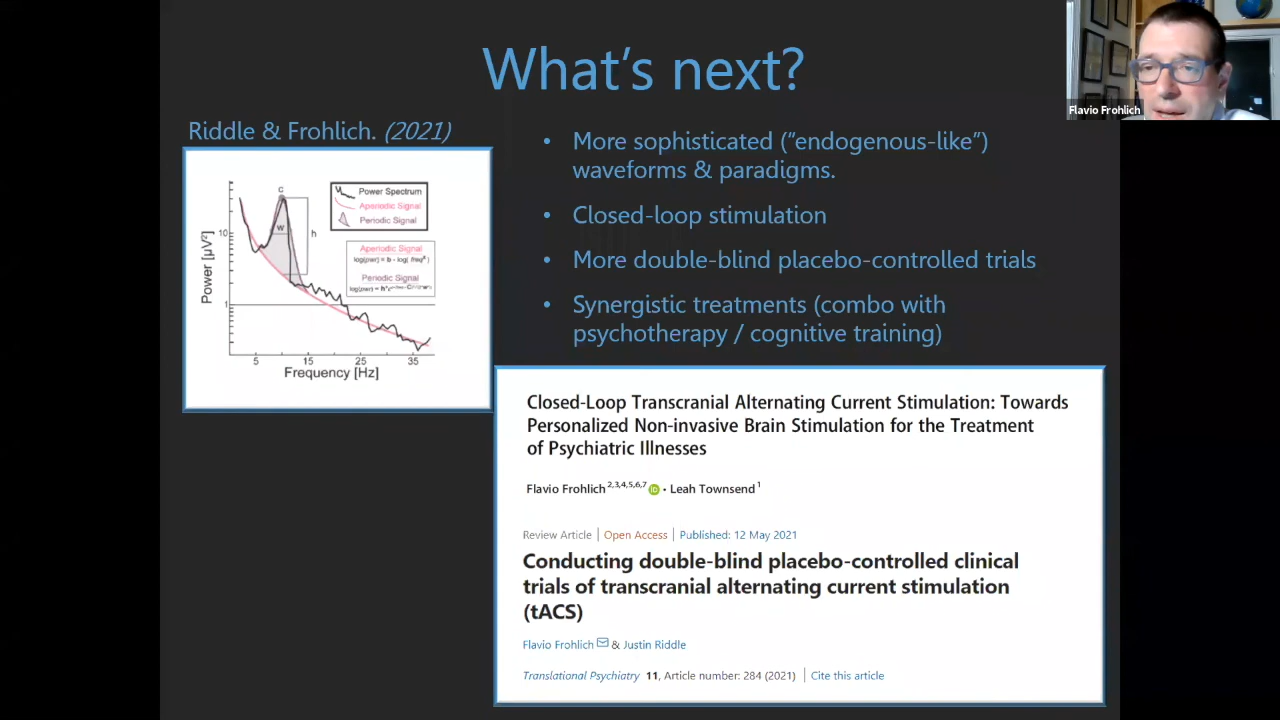 What's next?
Flavio Frohlich
Riddle & Frohlich. (2021)
Power [µV²]
10
1
C
W
h
Power Spectrum
Aperiodic Signal
Periodic Signal
Aperiodic Signal
Periodic Signal
5 15 25 35
Frequency [Hz]
• More sophisticated (“endogenous-like”)
waveforms & paradigms.
• Closed-loop stimulation
• More double-blind placebo-controlled trials
• Synergistic treatments (combo with
psychotherapy / cognitive training)
Closed-Loop Transcranial Alternating Current Stimulation: Towards
Personalized Non-invasive Brain Stimulation for the Treatment
of Psychiatric Illnesses
Flavio Frohlich 2,3,4,5,6,7 iD · Leah Townsend 1
Review Article | Open Access | Published: 12 May 2021
Conducting double-blind placebo-controlled clinical
trials of transcranial alternating current stimulation
(tACS)
Flavio Frohlich & Justin Riddle
Translational Psychiatry 11, Article number: 284 (2021) | Cite this article